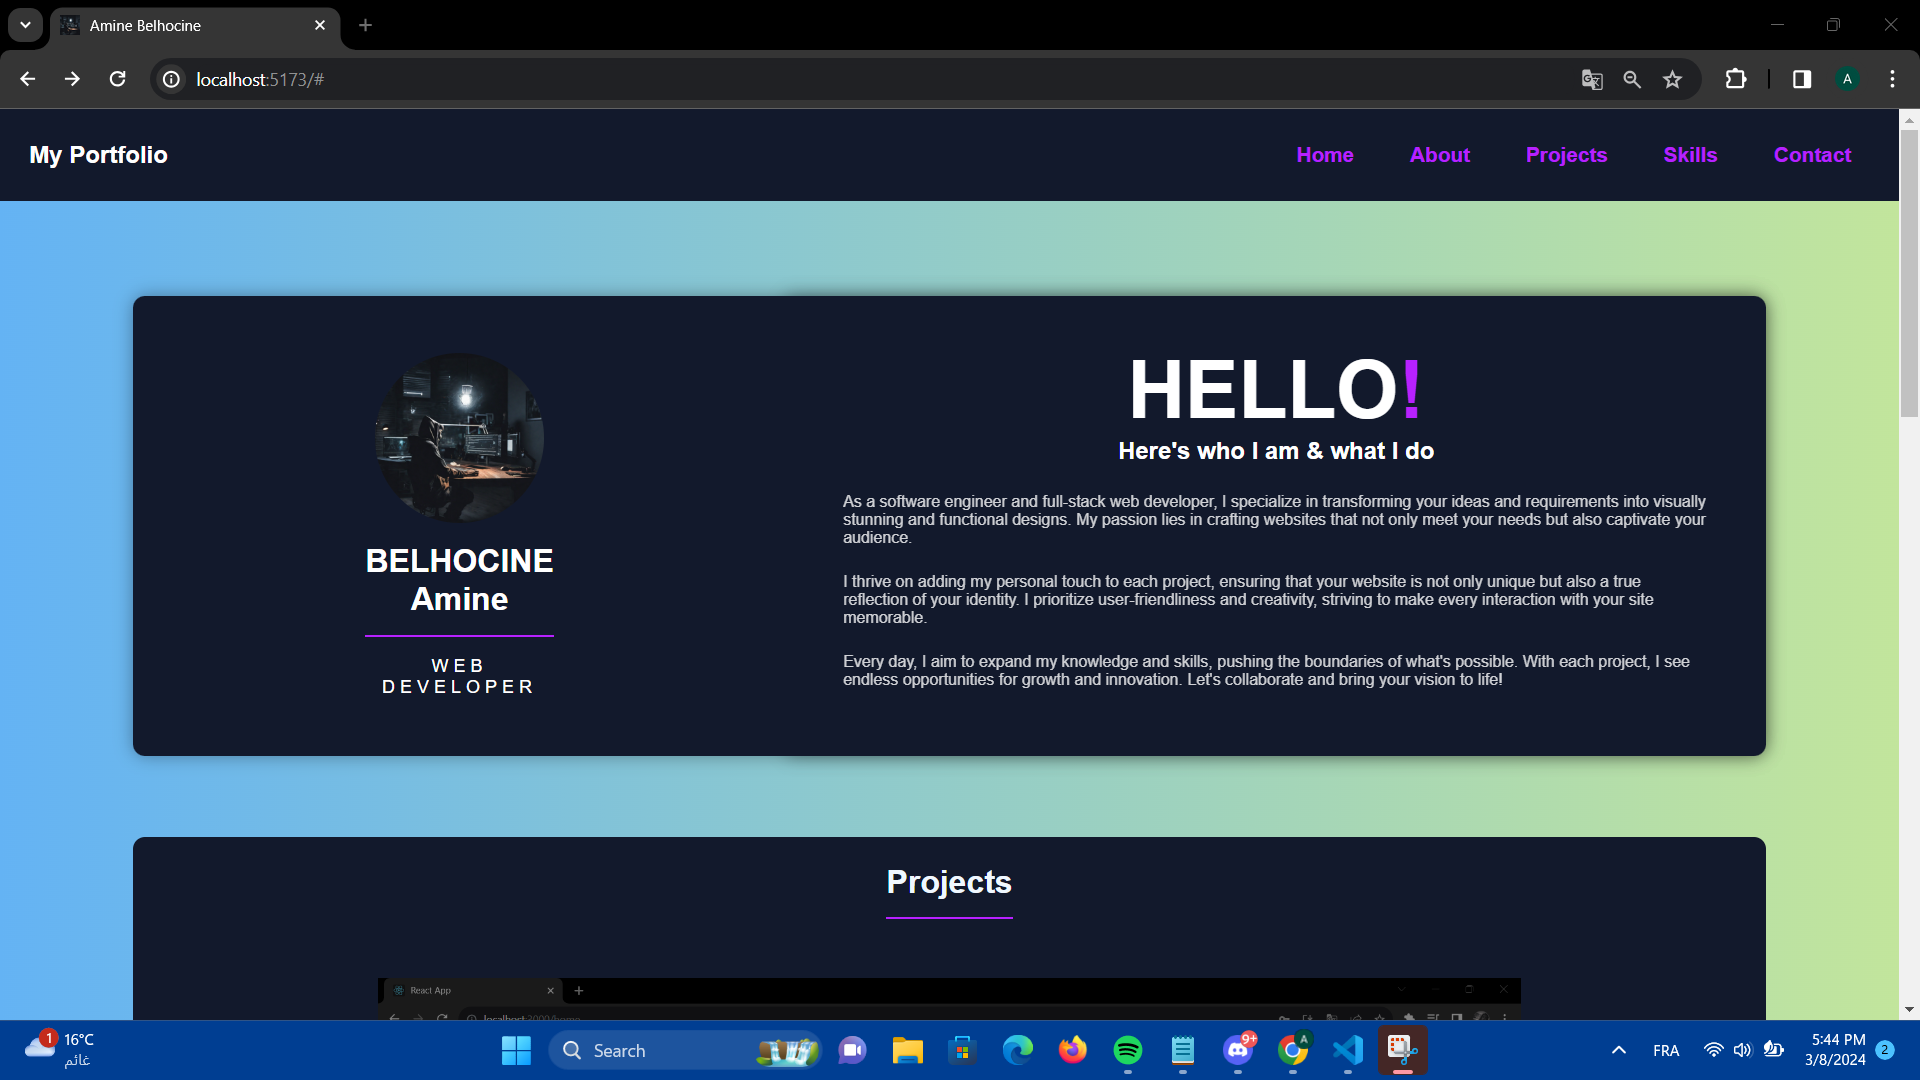 Amine Belhocine
localhost:5173/#
A
My Portfolio
Home
About
Projects
Skills
Contact
HELLO!
Here's who I am & what I do
As a software engineer and full-stack web developer, I specialize in transforming your ideas and requirements into visually
stunning and functional designs. My passion lies in crafting websites that not only meet your needs but also captivate your
audience.
I thrive on adding my personal touch to each project, ensuring that your website is not only unique but also a true
reflection of your identity. I prioritize user-friendliness and creativity, striving to make every interaction with your site
memorable.
Every day, I aim to expand my knowledge and skills, pushing the boundaries of what's possible. With each project, I see
endless opportunities for growth and innovation. Let's collaborate and bring your vision to life!
BELHOCINE
Amine
WEB
DEVELOPER
Projects
React App
localhost:3000/home
1
16°C
غائم
Search
9+
A
FRA
5:44 PM
3/8/2024
2